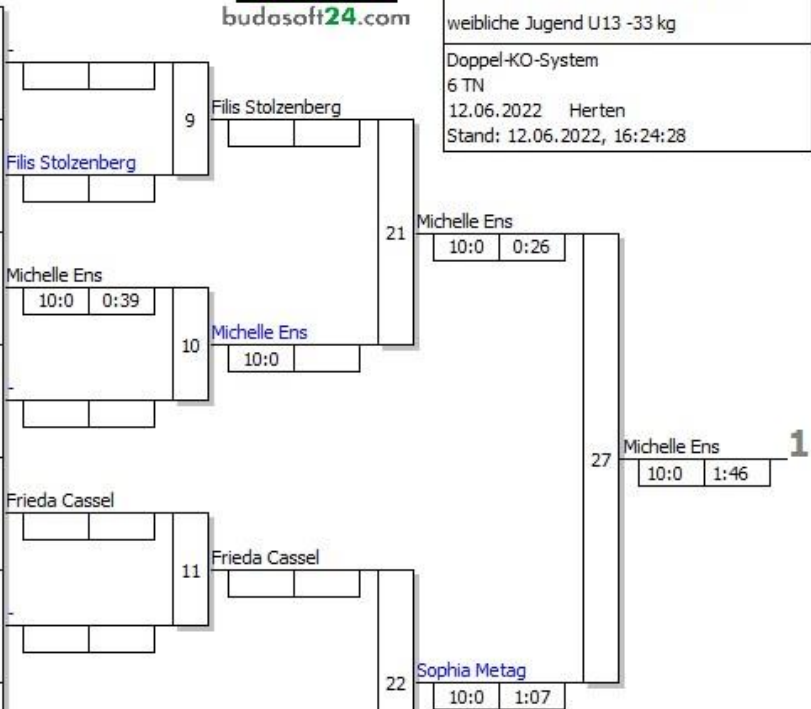 budosoft24.com
weibliche Jugend U13 -33 kg
Doppel-KO-System
6 TN
12.06.2022 Herten
Stand: 12.06.2022, 16:24:28
-
9
Filis Stolzenberg
Filis Stolzenberg
21
Michelle Ens
10:0 0:26
Michelle Ens
10:0 0:39
10
Michelle Ens
10:0
-
27
Michelle Ens
10:0 1:46
1
Frieda Cassel
11
Frieda Cassel
-
22
Sophia Metag
10:0 1:07